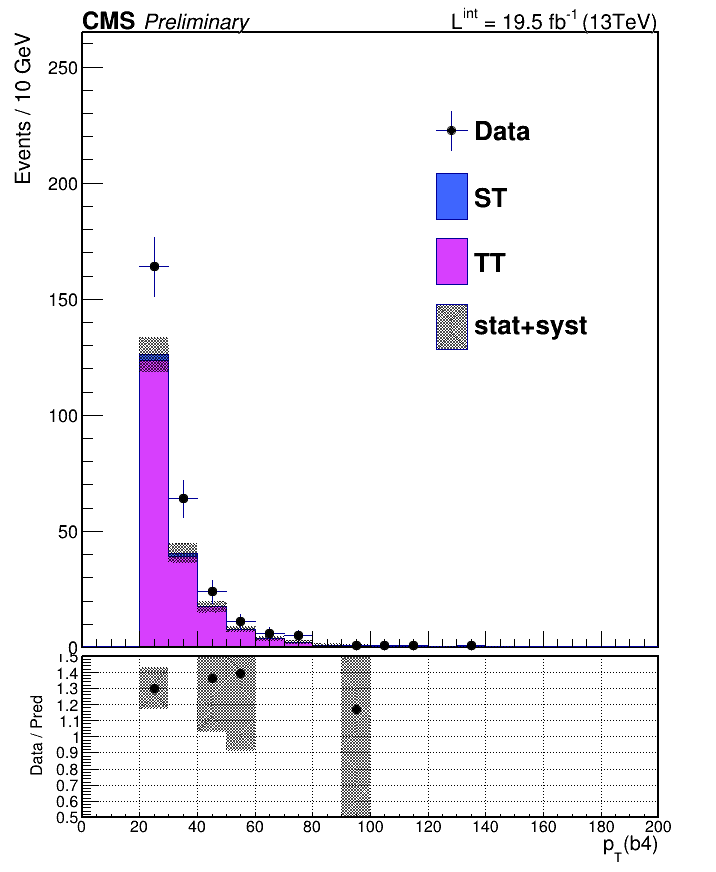 CMS Preliminary L^int = 19.5 fb^-1 (13TeV)
Events / 10 GeV
250
200
150
100
50
0
Data
ST
TT
stat+syst
Data / Pred
1.5
1.4
1.3
1.2
1.1
1
0.9
0.8
0.7
0.6
0.5
0 20 40 60 80 100 120 140 160 180 200
p_T(b4)